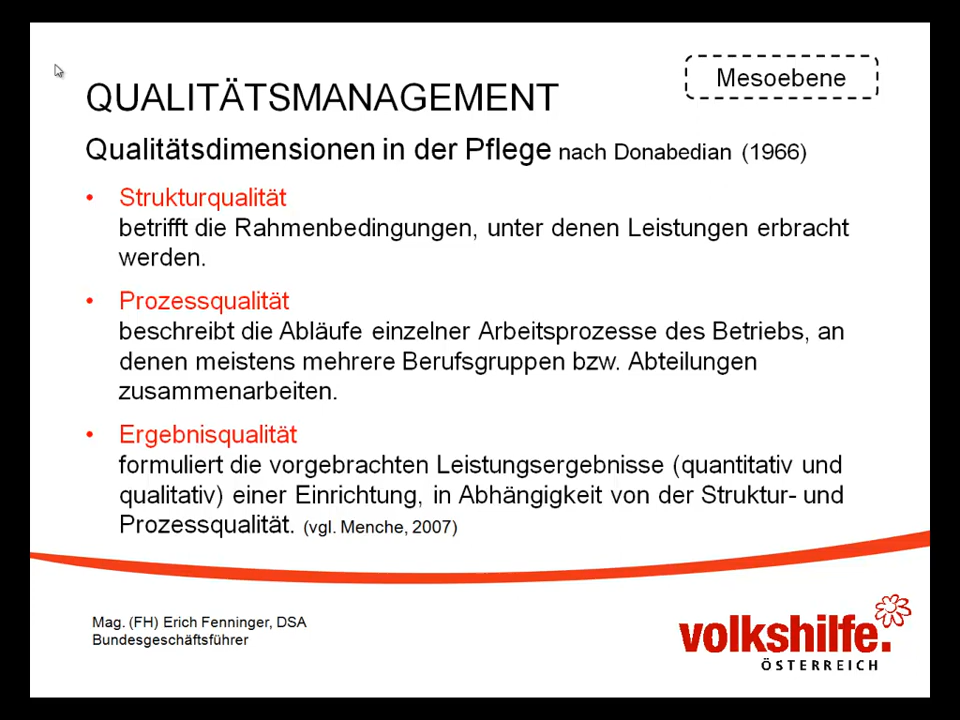 Mesoebene
QUALITÄTSMANAGEMENT
Qualitätsdimensionen in der Pflege nach Donabedian (1966)
• Strukturqualität
betrifft die Rahmenbedingungen, unter denen Leistungen erbracht
werden.
• Prozessqualität
beschreibt die Abläufe einzelner Arbeitsprozesse des Betriebs, an
denen meistens mehrere Berufsgruppen bzw. Abteilungen
zusammenarbeiten.
• Ergebnisqualität
formuliert die vorgebrachten Leistungsergebnisse (quantitativ und
qualitativ) einer Einrichtung, in Abhängigkeit von der Struktur- und
Prozessqualität. (vgl. Menche, 2007)
Mag. (FH) Erich Fenninger, DSA
Bundesgeschäftsführer
volkshilfe.
ÖSTERREICH